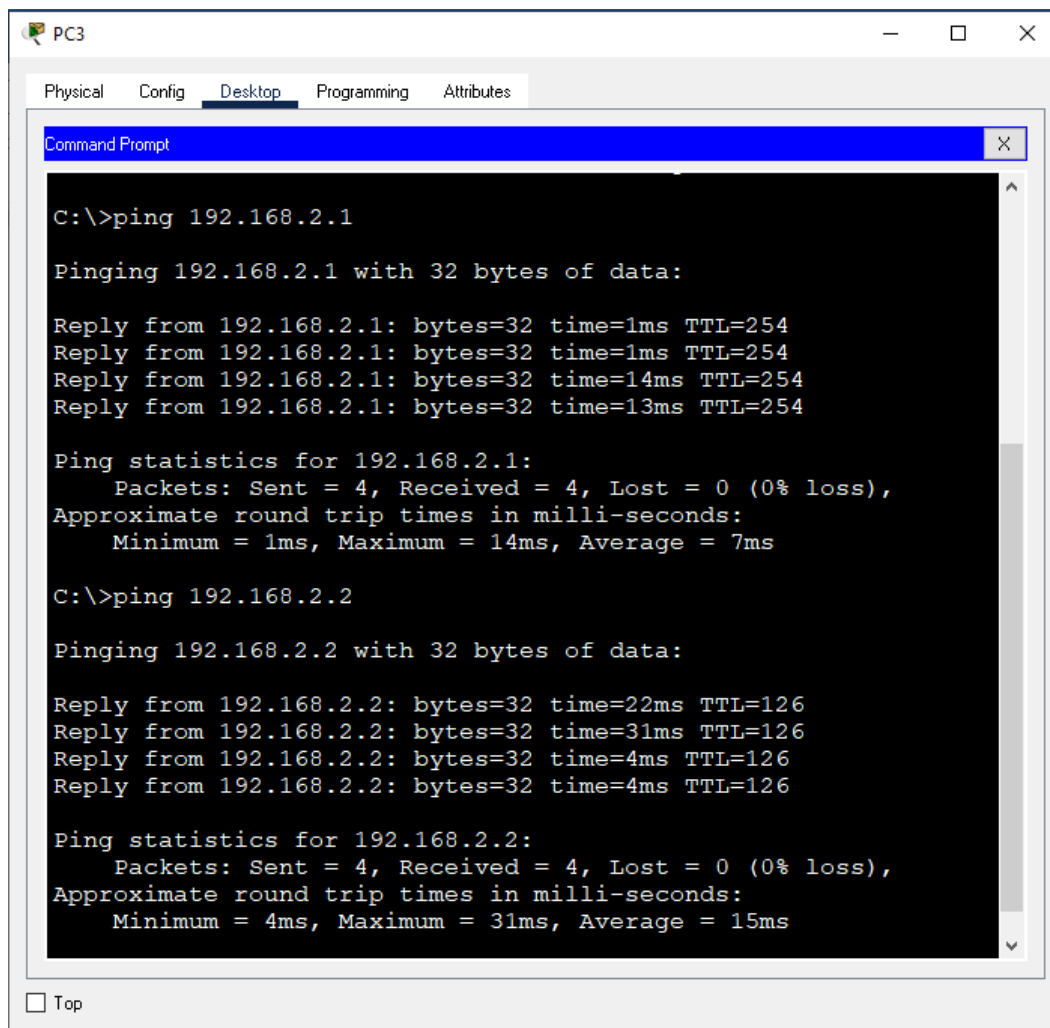 PC3
Physical Config Desktop Programming Attributes
Command Prompt X
C:\>ping 192.168.2.1
Pinging 192.168.2.1 with 32 bytes of data:
Reply from 192.168.2.1: bytes=32 time=1ms TTL=254
Reply from 192.168.2.1: bytes=32 time=1ms TTL=254
Reply from 192.168.2.1: bytes=32 time=14ms TTL=254
Reply from 192.168.2.1: bytes=32 time=13ms TTL=254
Ping statistics for 192.168.2.1:
Packets: Sent = 4, Received = 4, Lost = 0 (0% loss),
Approximate round trip times in milli-seconds:
Minimum = 1ms, Maximum = 14ms, Average = 7ms
C:\>ping 192.168.2.2
Pinging 192.168.2.2 with 32 bytes of data:
Reply from 192.168.2.2: bytes=32 time=22ms TTL=126
Reply from 192.168.2.2: bytes=32 time=31ms TTL=126
Reply from 192.168.2.2: bytes=32 time=4ms TTL=126
Reply from 192.168.2.2: bytes=32 time=4ms TTL=126
Ping statistics for 192.168.2.2:
Packets: Sent = 4, Received = 4, Lost = 0 (0% loss),
Approximate round trip times in milli-seconds:
Minimum = 4ms, Maximum = 31ms, Average = 15ms
Top